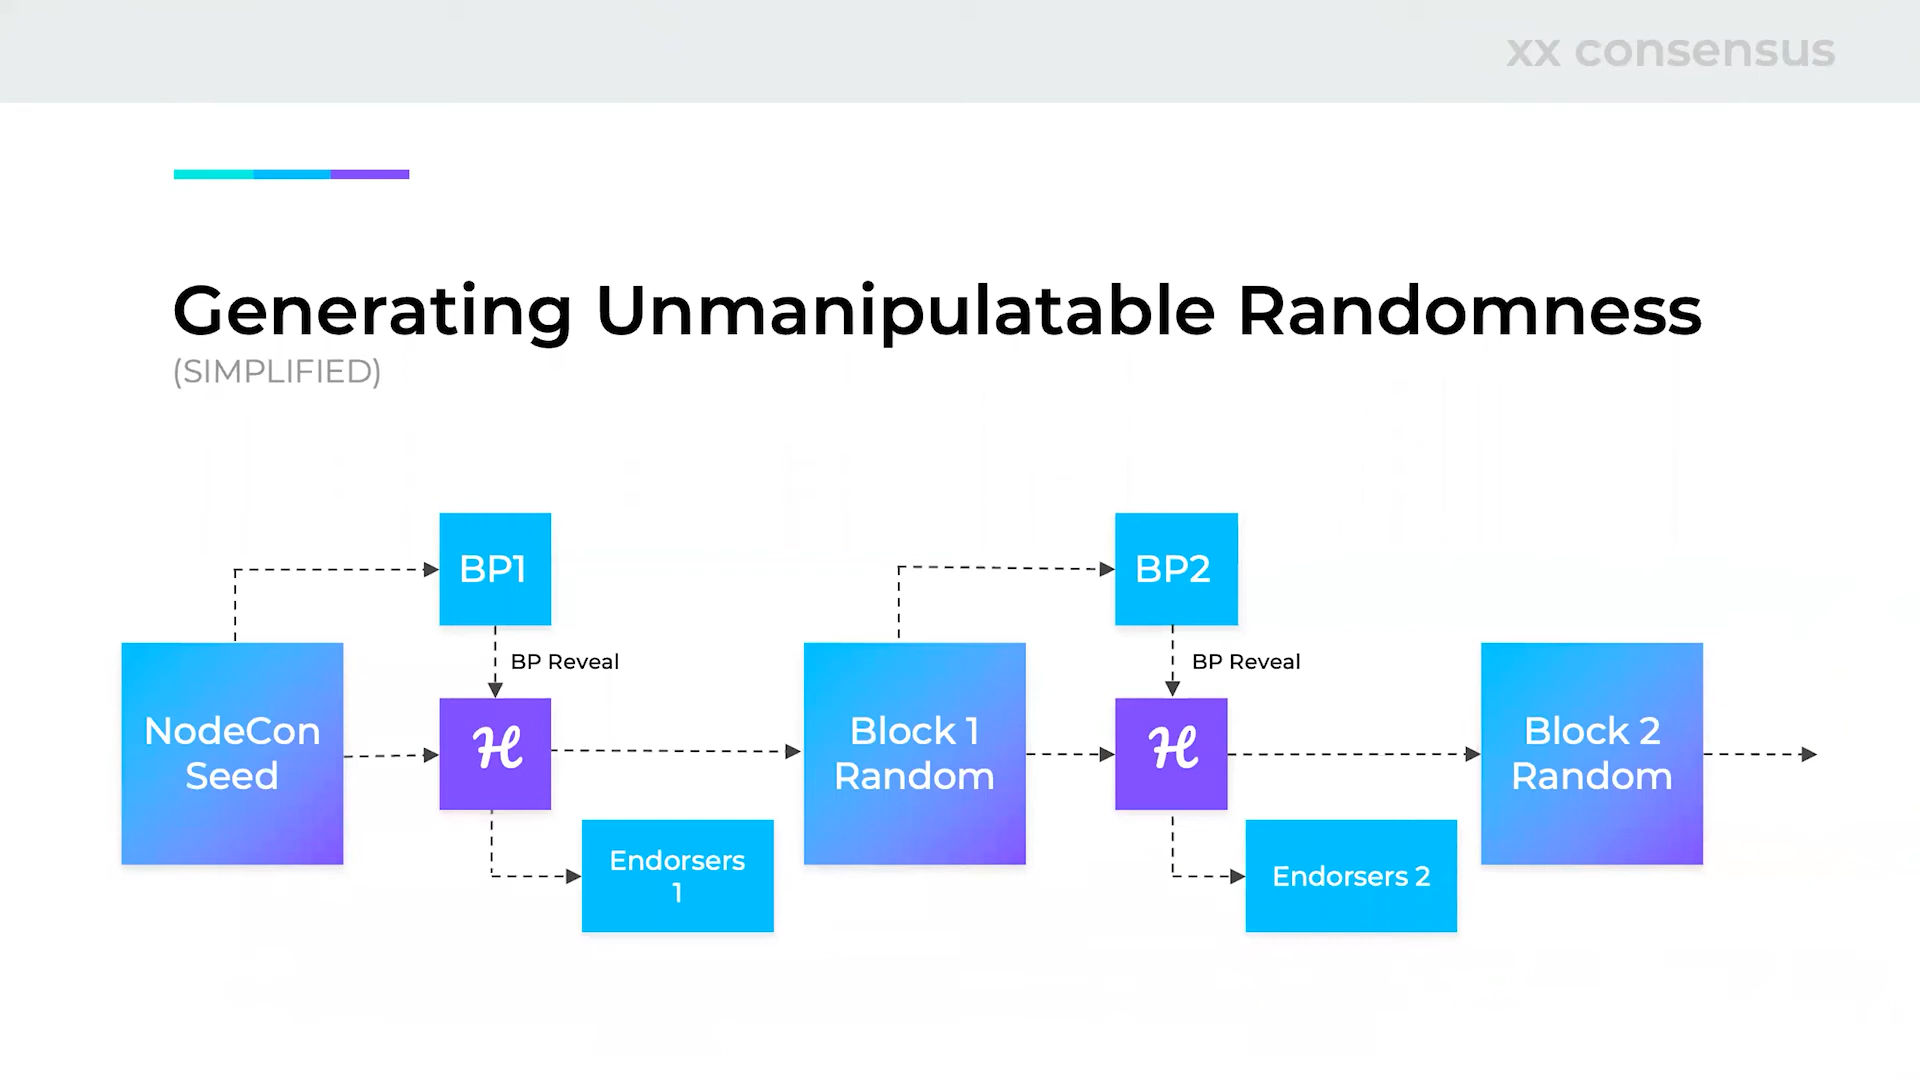 xx consensus
Generating Unmanipulatable Randomness
(SIMPLIFIED)
BP1
BP2
BP Reveal
BP Reveal
NodeCon
Seed
ℋ
Block 1
Random
ℋ
Block 2
Random
Endorsers
1
Endorsers 2